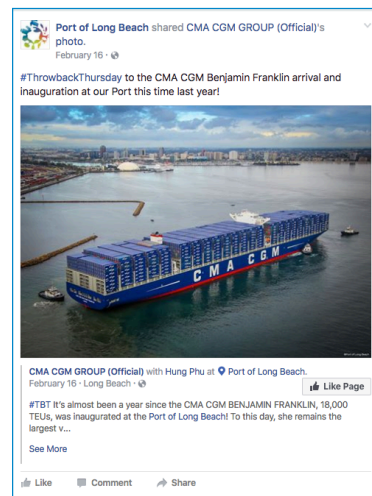 Port of Long Beach shared CMA CGM GROUP (Official)'s
photo.
February 16 ·
#ThrowbackThursday to the CMA CGM Benjamin Franklin arrival and
inauguration at our Port this time last year!
CMA CGM
CMA CGM GROUP (Official) with Hung Phu at Port of Long Beach.
February 16 · Long Beach ·
Like Page
#TBT It's almost been a year since the CMA CGM BENJAMIN FRANKLIN, 18,000
TEUs, was inaugurated at the Port of Long Beach! To this day, she remains the
largest v...
See More
Like Comment Share